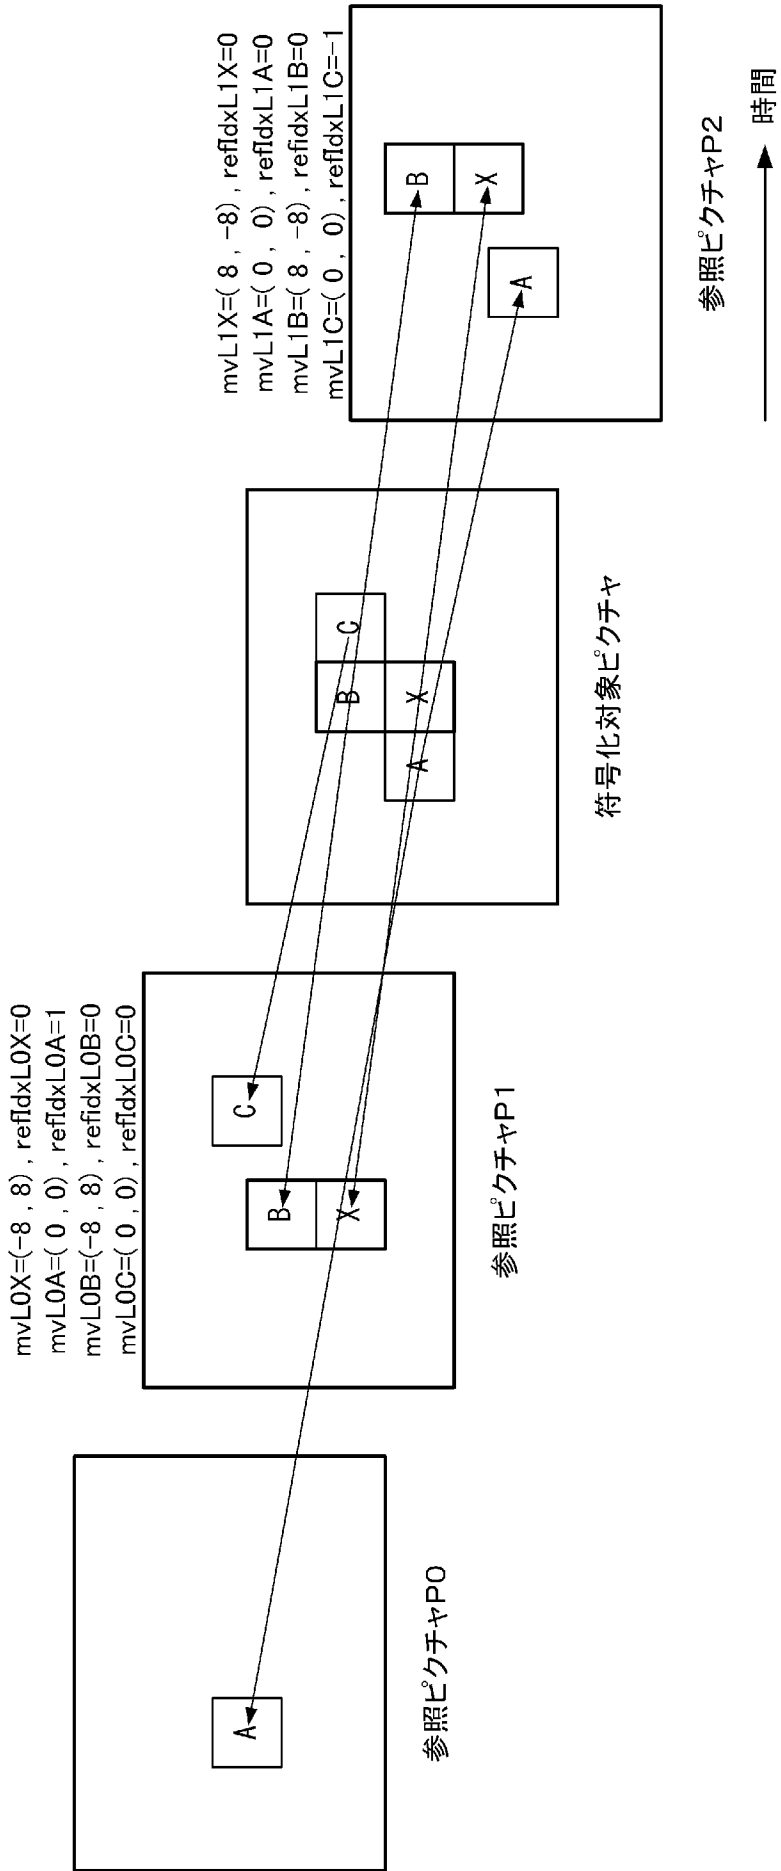 mvL0X=(-8 , 8) , refIdxL0X=0
mvL0A=( 0 , 0) , refIdxL0A=1
mvL0B=(-8 , 8) , refidxL0B=0
mvL0C=( 0 , 0) , refIdxL0C=0
A
参照ピクチャP0
C
B
X
参照ピクチャP1
B
C
A
X
符号化対象ピクチャ
mvL1X=( 8 , -8) , refIdxL1X=0
mvL1A=( 0 , 0) , refIdxL1A=0
mvL1B=( 8 , -8) , refidxL1B=0
mvL1C=( 0 , 0) , refIdxL1C=-1
B
X
A
参照ピクチャP2
時間